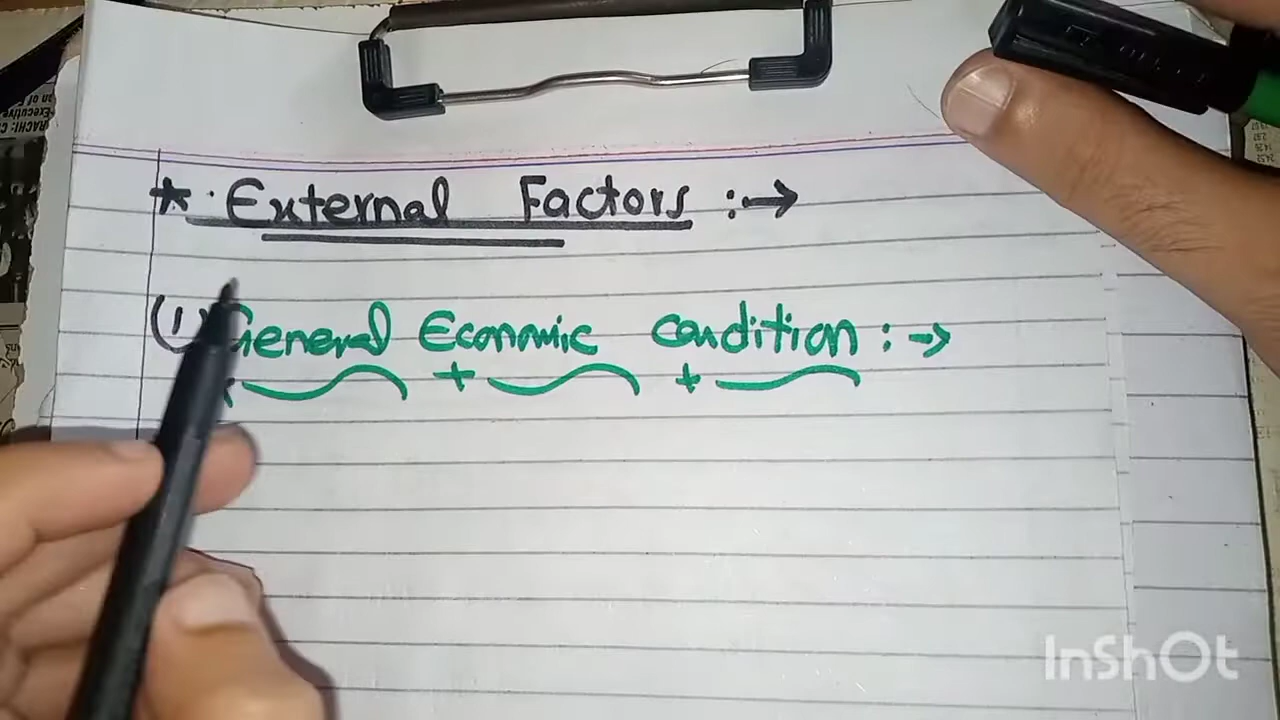 * · External Factors :→
(1) General Economic condition :→
InShOt